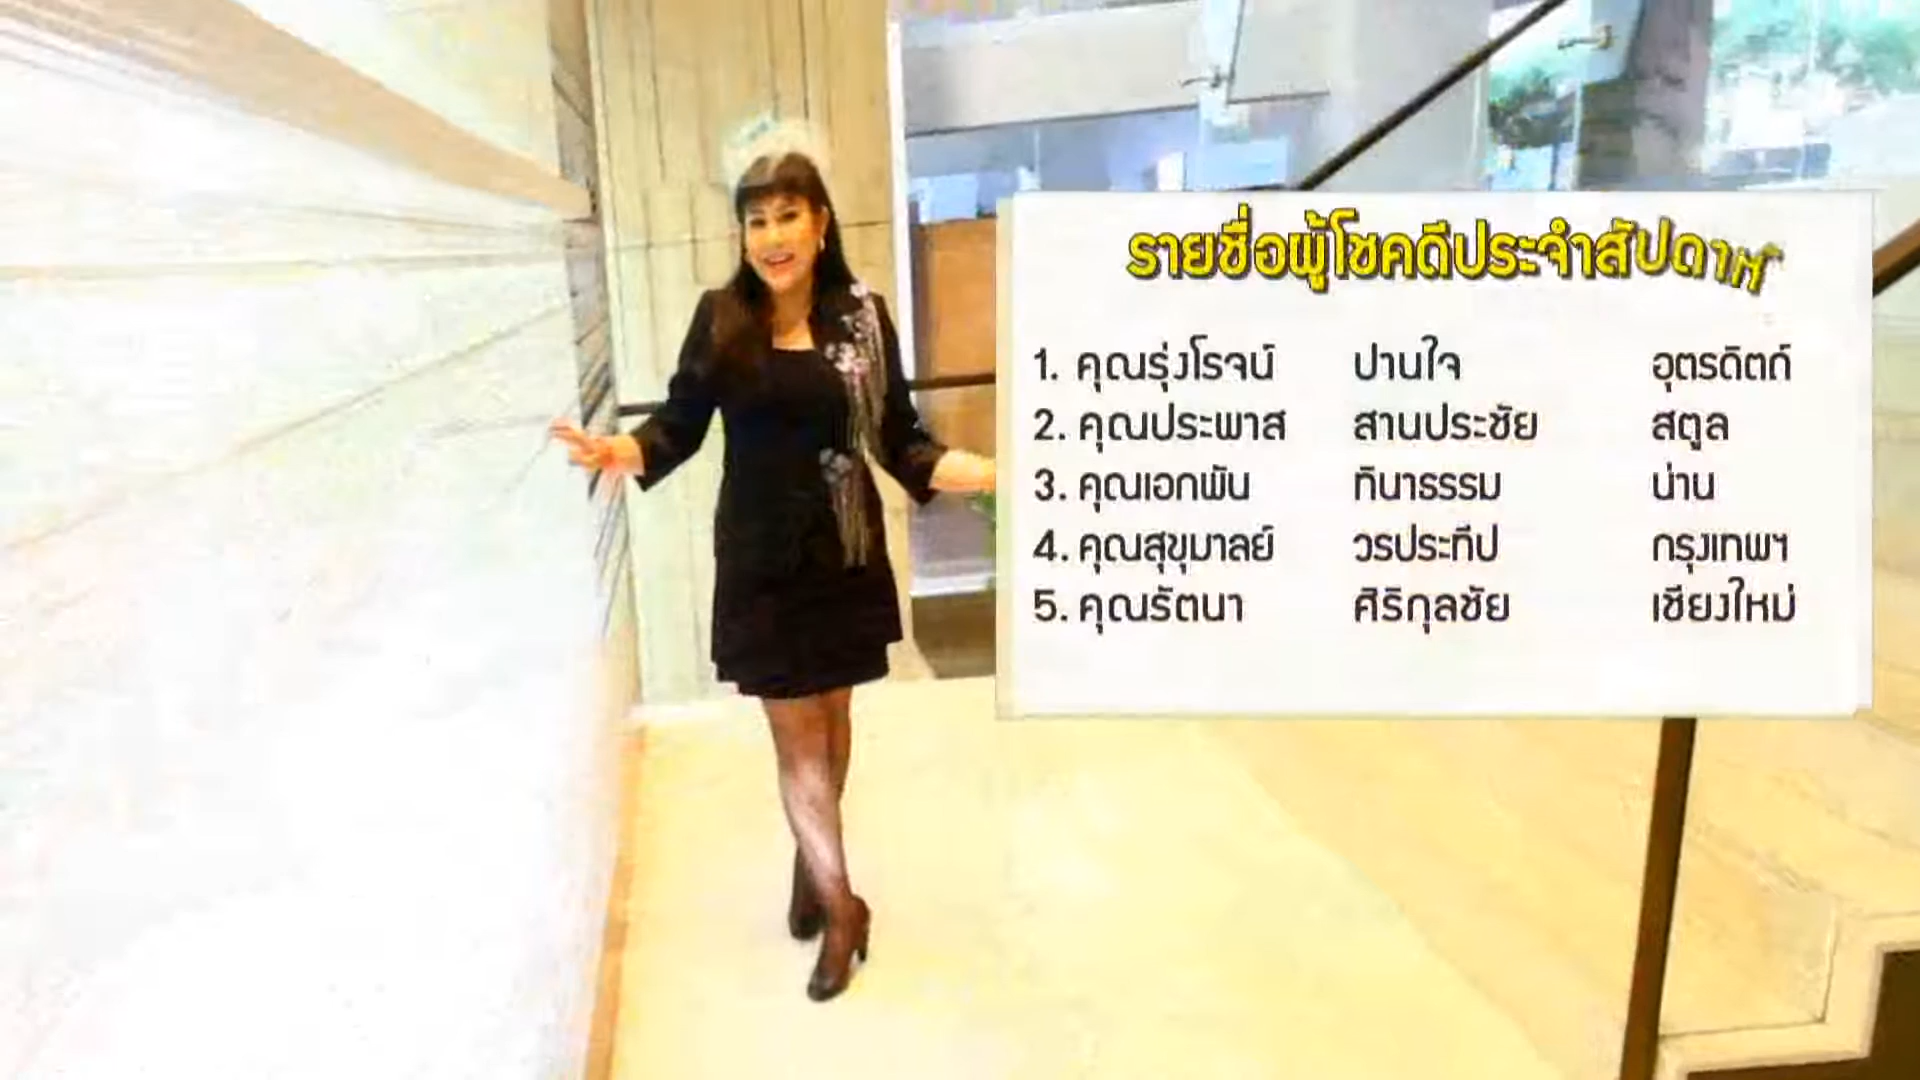 รายชื่อผู้โชคดีประจำสัปดาห์
1. คุณรุ่งโรจน์ ปานใจ อุตรดิตถ์
2. คุณประพาส สานประชัย สตูล
3. คุณเอกพัน ทินาธรรม น่าน
4. คุณสุขุมาลย์ วรประทีป กรุงเทพฯ
5. คุณรัตนา ศิริกุลชัย เชียงใหม่